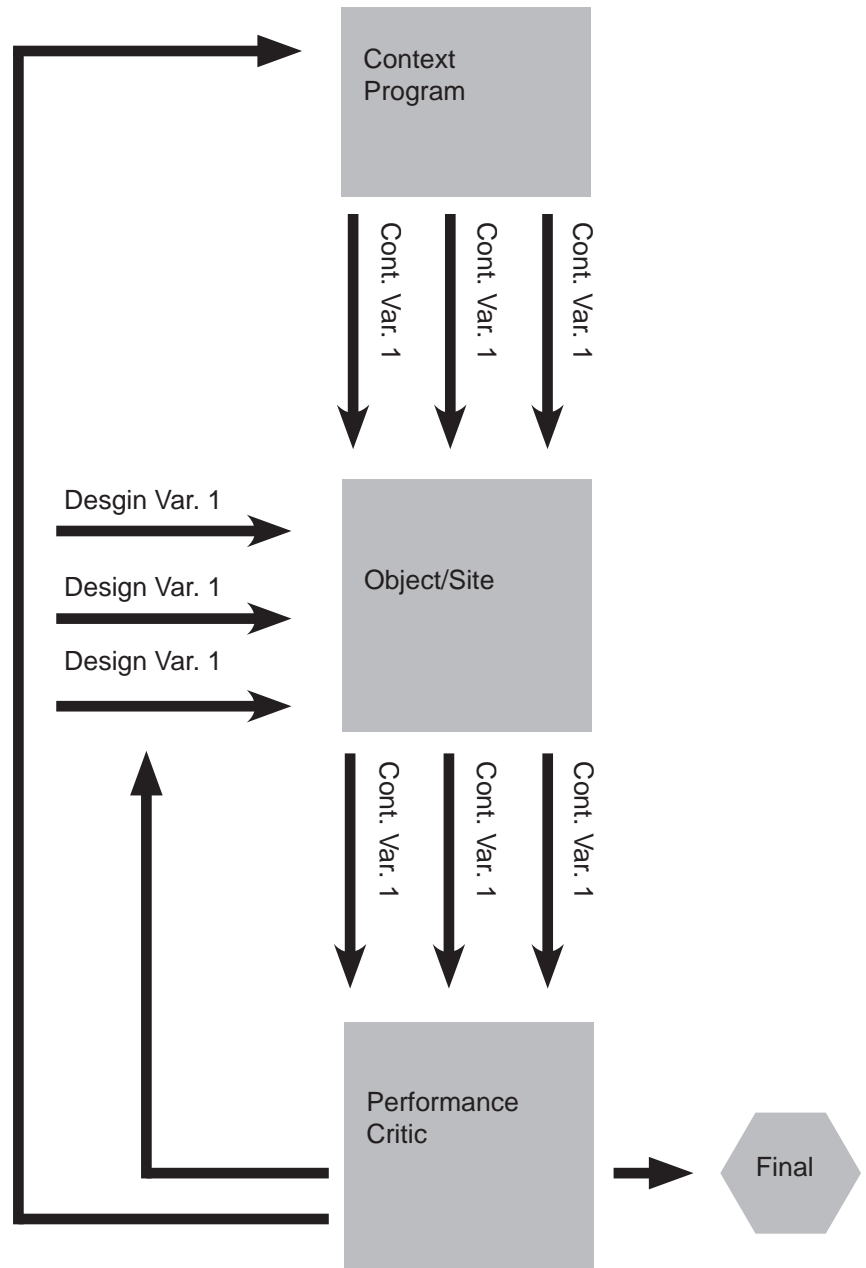 Context
Program
Cont. Var. 1
Cont. Var. 1
Cont. Var. 1
Desgin Var. 1
Design Var. 1
Design Var. 1
Object/Site
Cont. Var. 1
Cont. Var. 1
Cont. Var. 1
Performance
Critic
Final